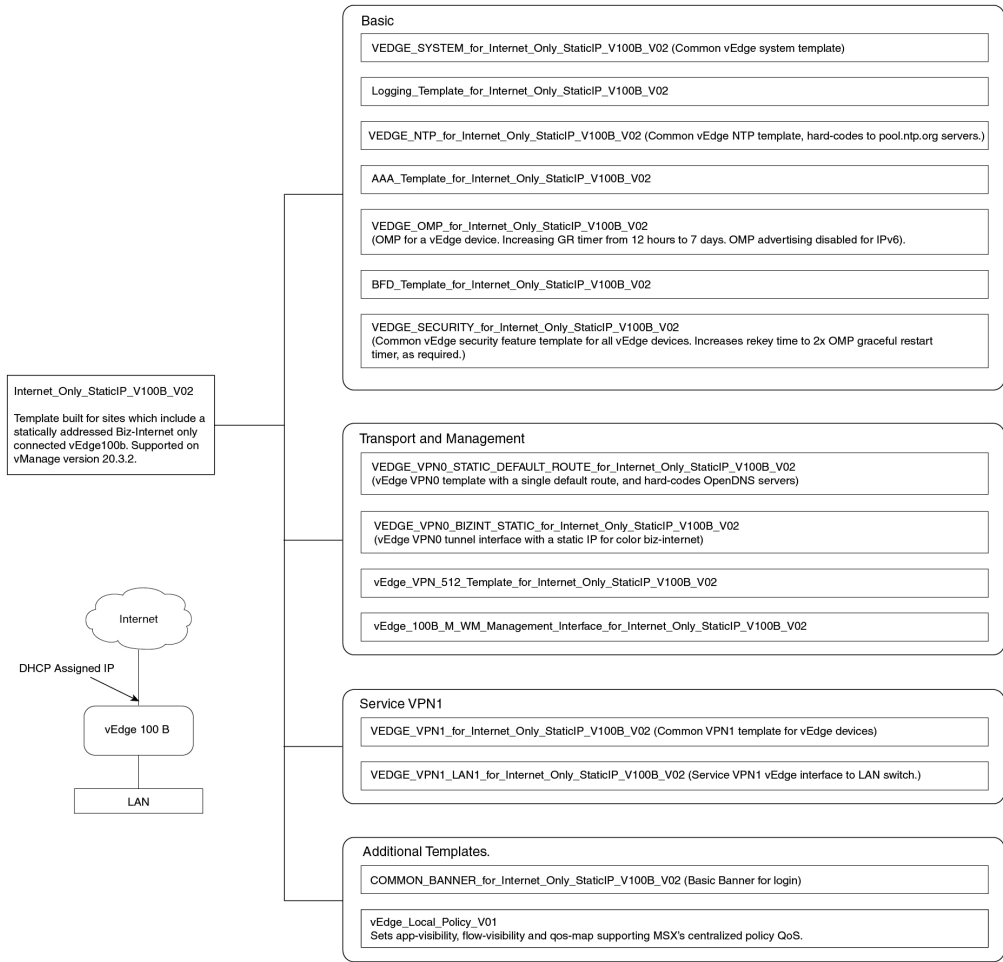 Basic
VEDGE_SYSTEM_for_Internet_Only_StaticIP_V100B_V02 (Common vEdge system template)
Logging_Template_for_Internet_Only_StaticIP_V100B_V02
VEDGE_NTP_for_Internet_Only_StaticIP_V100B_V02 (Common vEdge NTP template, hard-codes to pool.ntp.org servers.)
AAA_Template_for_Internet_Only_StaticIP_V100B_V02
VEDGE_OMP_for_Internet_Only_StaticIP_V100B_V02
(OMP for a vEdge device. Increasing GR timer from 12 hours to 7 days. OMP advertising disabled for IPv6).
BFD_Template_for_Internet_Only_StaticIP_V100B_V02
VEDGE_SECURITY_for_Internet_Only_StaticIP_V100B_V02
(Common vEdge security feature template for all vEdge devices. Increases rekey time to 2x OMP graceful restart
timer, as required.)
Internet_Only_StaticIP_V100B_V02
Template built for sites which include a
statically addressed Biz-Internet only
connected vEdge100b. Supported on
vManage version 20.3.2.
Transport and Management
VEDGE_VPN0_STATIC_DEFAULT_ROUTE_for_Internet_Only_StaticIP_V100B_V02
(vEdge VPN0 template with a single default route, and hard-codes OpenDNS servers)
VEDGE_VPN0_BIZINT_STATIC_for_Internet_Only_StaticIP_V100B_V02
(vEdge VPN0 tunnel interface with a static IP for color biz-internet)
vEdge_VPN_512_Template_for_Internet_Only_StaticIP_V100B_V02
vEdge_100B_M_WM_Management_Interface_for_Internet_Only_StaticIP_V100B_V02
Internet
DHCP Assigned IP
vEdge 100 B
LAN
Service VPN1
VEDGE_VPN1_for_Internet_Only_StaticIP_V100B_V02 (Common VPN1 template for vEdge devices)
VEDGE_VPN1_LAN1_for_Internet_Only_StaticIP_V100B_V02 (Service VPN1 vEdge interface to LAN switch.)
Additional Templates.
COMMON_BANNER_for_Internet_Only_StaticIP_V100B_V02 (Basic Banner for login)
vEdge_Local_Policy_V01
Sets app-visibility, flow-visibility and qos-map supporting MSX's centralized policy QoS.